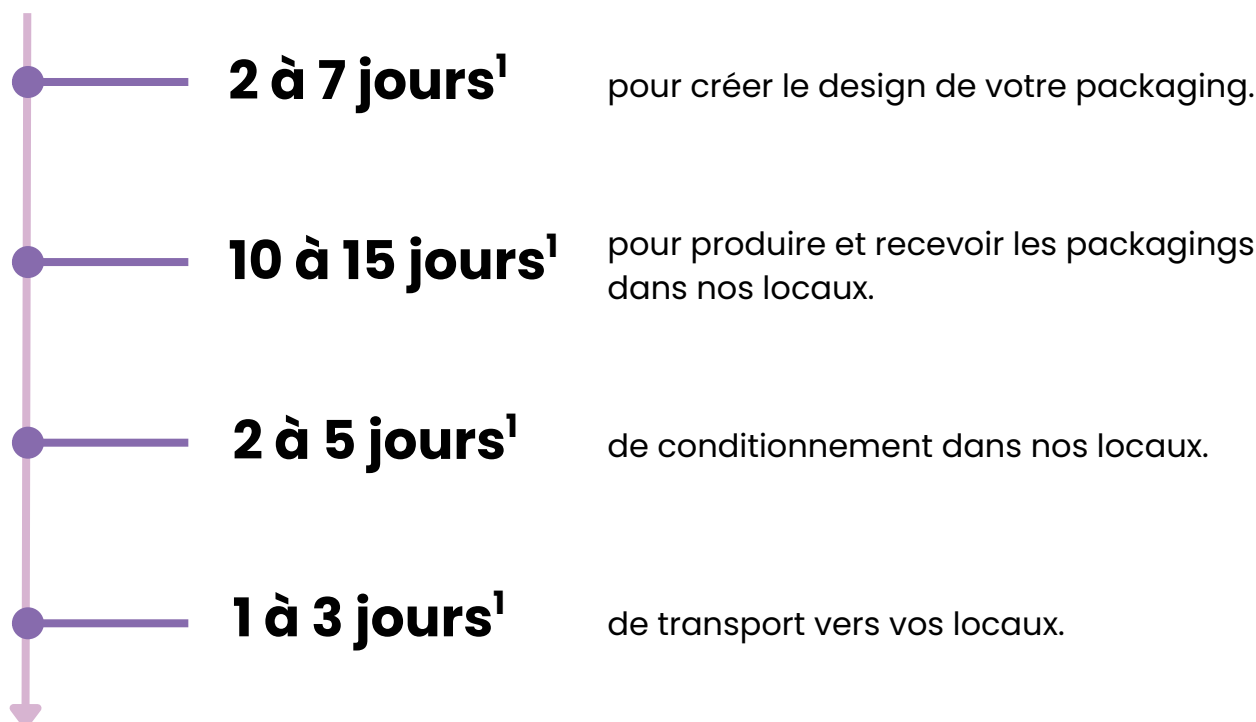 2 à 7 jours¹ pour créer le design de votre packaging.
10 à 15 jours¹ pour produire et recevoir les packagings
dans nos locaux.
2 à 5 jours¹ de conditionnement dans nos locaux.
1 à 3 jours¹ de transport vers vos locaux.